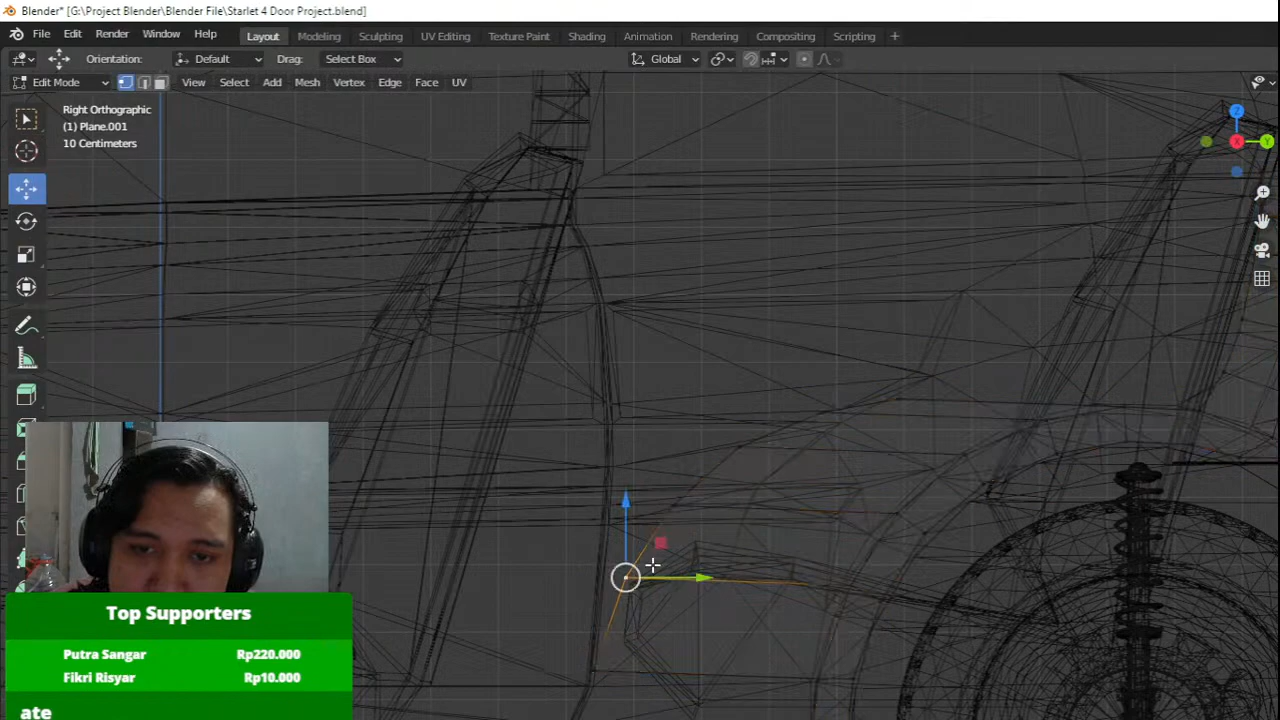 Blender* [G:\Project Blender\Blender File\Starlet 4 Door Project.blend]
File Edit Render Window Help Layout Modeling Sculpting UV Editing Texture Paint Shading Animation Rendering Compositing Scripting +
Orientation: Default Drag: Select Box Global
Edit Mode View Select Add Mesh Vertex Edge Face UV
Right Orthographic
(1) Plane.001
10 Centimeters
Z
X
Y
Top Supporters
Putra Sangar Rp220.000
Fikri Risyar Rp10.000
ate